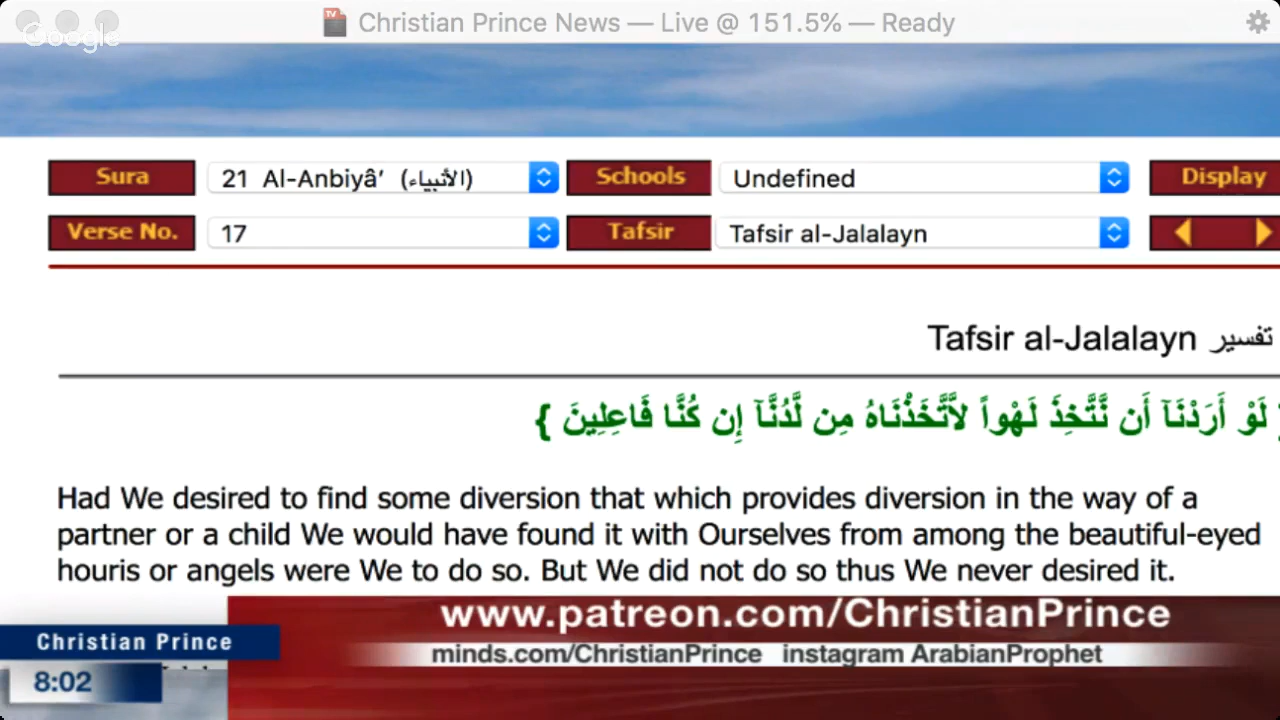 Christian Prince News — Live @ 151.5% — Ready
Google
Sura
21 Al-Anbiyâ’ (الأنبياء)
Schools
Undefined
Display
Verse No.
17
Tafsir
Tafsir al-Jalalayn
Tafsir al-Jalalayn تفسير
لَوْ أَرَدْنَآ أَن نَّتَّخِذَ لَهْواً لاَّتَّخَذْنَاهُ مِن لَّدُنَّآ إِن كُنَّا فَاعِلِينَ }
Had We desired to find some diversion that which provides diversion in the way of a
partner or a child We would have found it with Ourselves from among the beautiful-eyed
houris or angels were We to do so. But We did not do so thus We never desired it.
www.patreon.com/ChristianPrince
Christian Prince
minds.com/ChristianPrince instagram ArabianProphet
8:02